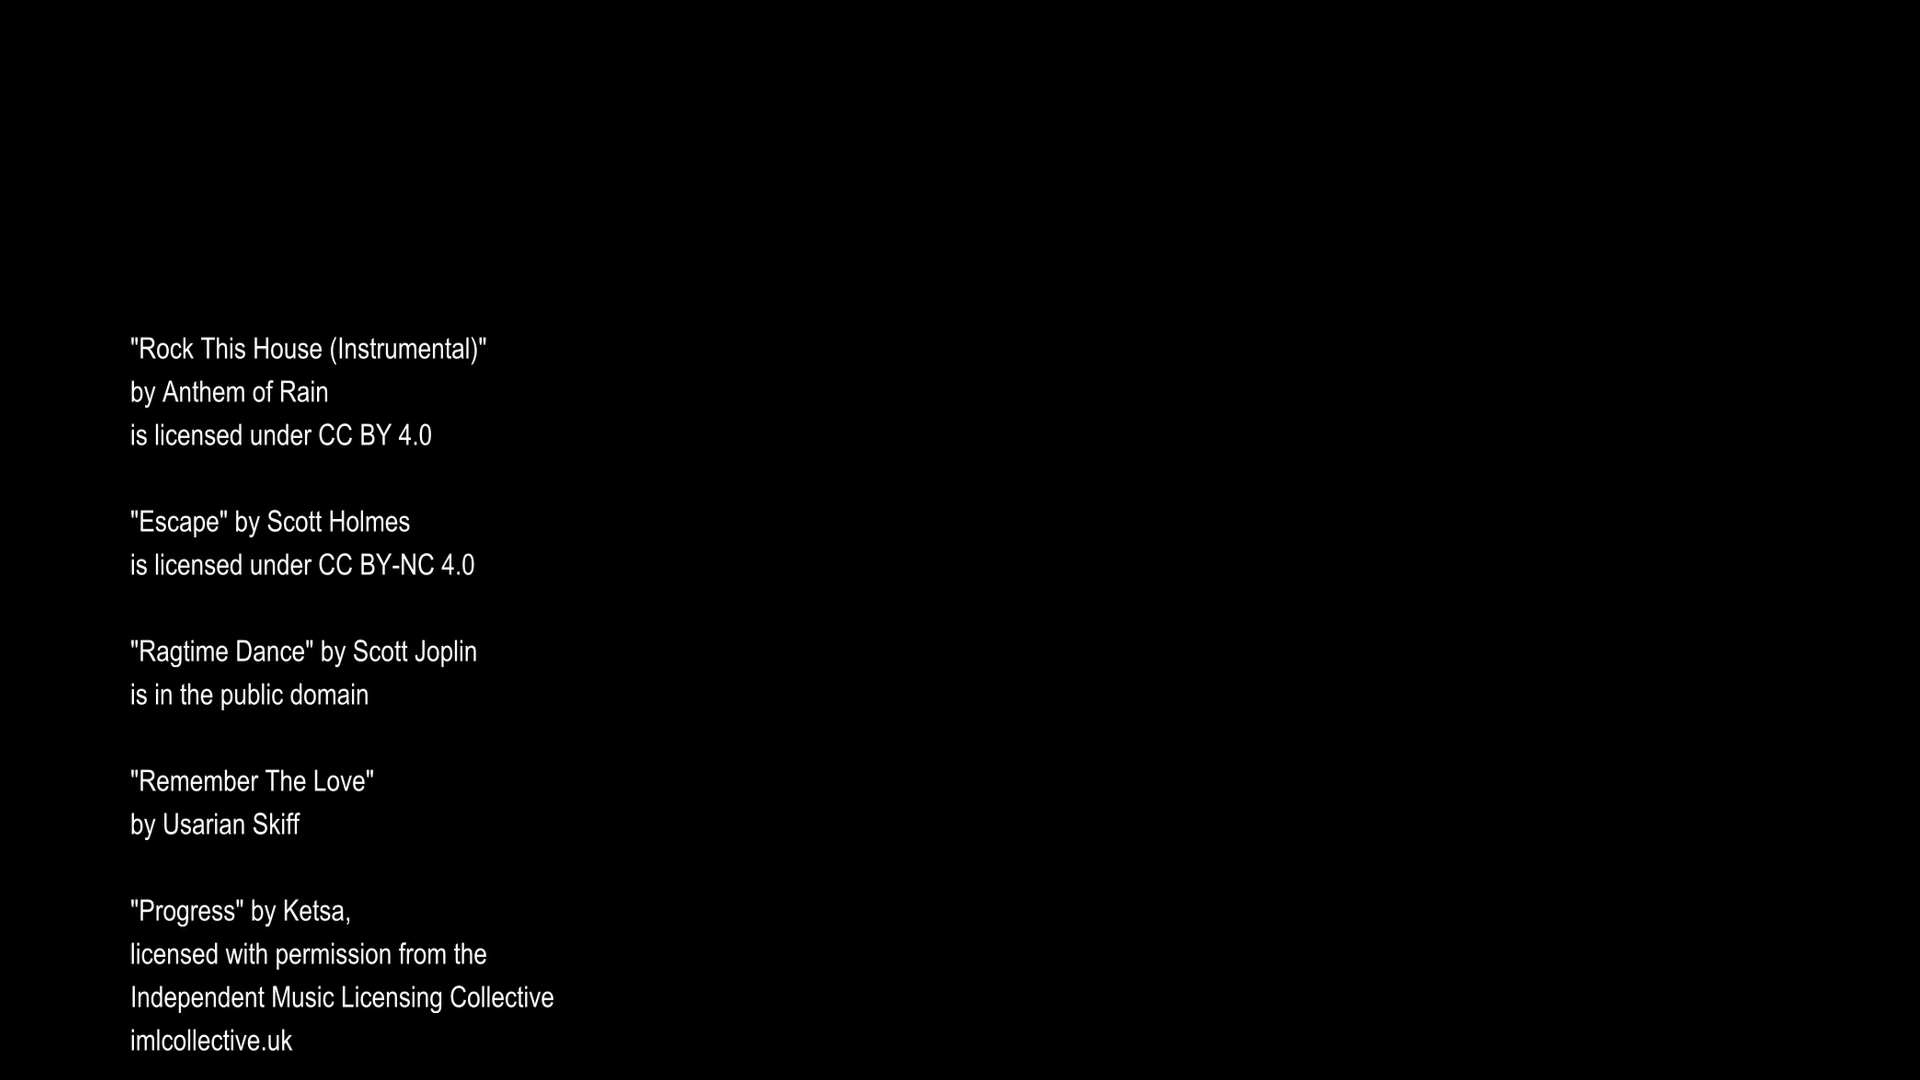 "Rock This House (Instrumental)"
by Anthem of Rain
is licensed under CC BY 4.0
"Escape" by Scott Holmes
is licensed under CC BY-NC 4.0
"Ragtime Dance" by Scott Joplin
is in the public domain
"Remember The Love"
by Usarian Skiff
"Progress" by Ketsa,
licensed with permission from the
Independent Music Licensing Collective
imlcollective.uk